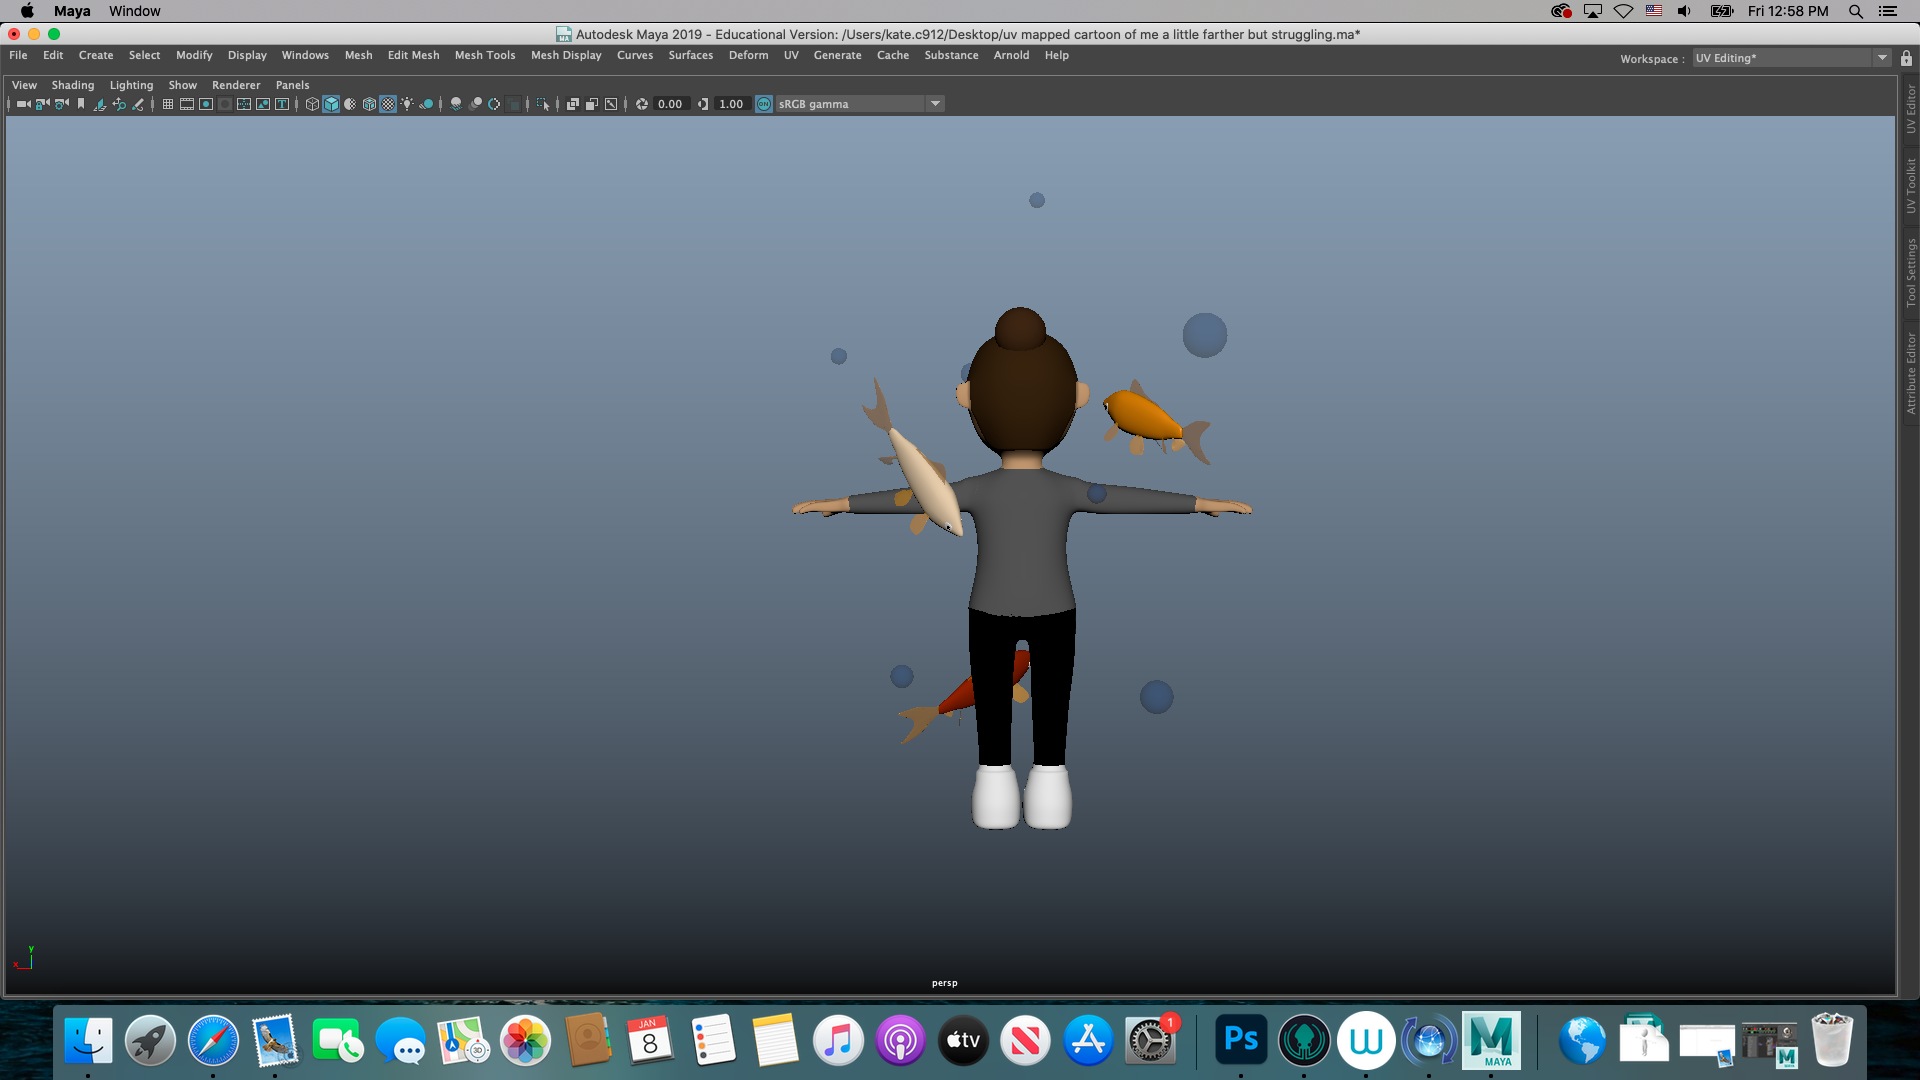 Maya Window
Fri 12:58 PM
Autodesk Maya 2019 - Educational Version: /Users/kate.c912/Desktop/uv mapped cartoon of me a little farther but struggling.ma*
File Edit Create Select Modify Display Windows Mesh Edit Mesh Mesh Tools Mesh Display Curves Surfaces Deform UV Generate Cache Substance Arnold Help
Workspace : UV Editing*
View Shading Lighting Show Renderer Panels
0.00 1.00 ON sRGB gamma
UV Editor
UV Toolkit
Tool Settings
Attribute Editor
y
x
persp
JAN
8
3D
tv
1
Ps
W
M
MAYA